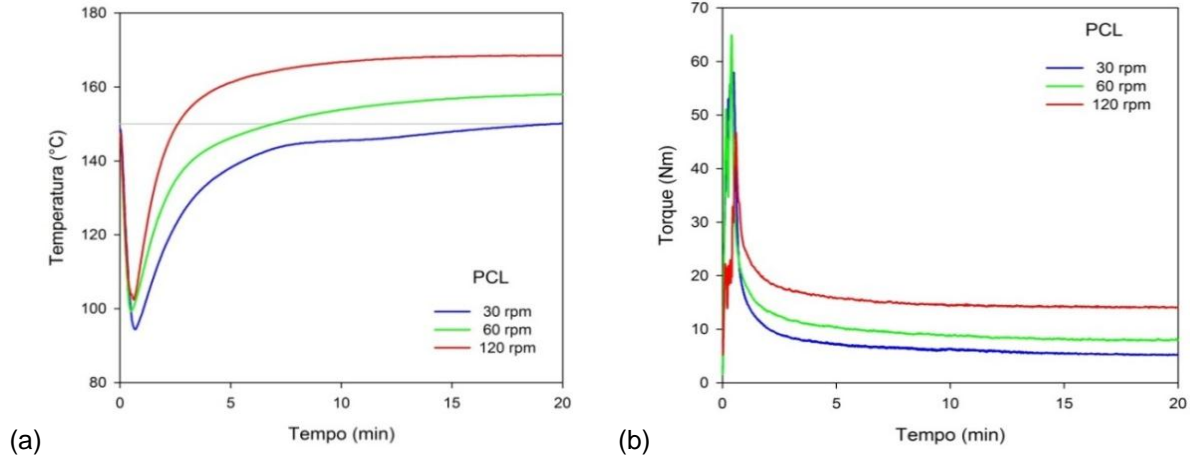 180
160
140
120
100
80
Temperatura (°C)
PCL
30 rpm
60 rpm
120 rpm
0
5
10
15
20
Tempo (min)
(a)
70
60
50
40
30
20
10
0
Torque (Nm)
PCL
30 rpm
60 rpm
120 rpm
0
5
10
15
20
Tempo (min)
(b)